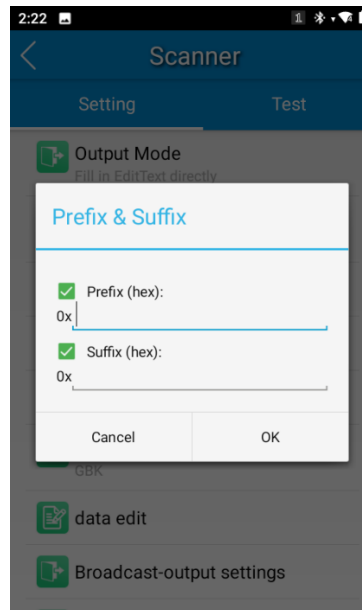 2:22
Scanner
Setting Test
Output Mode
Fill in EditText directly
Prefix & Suffix
Prefix (hex):
0x
Suffix (hex):
0x
Cancel OK
GBK
data edit
Broadcast-output settings